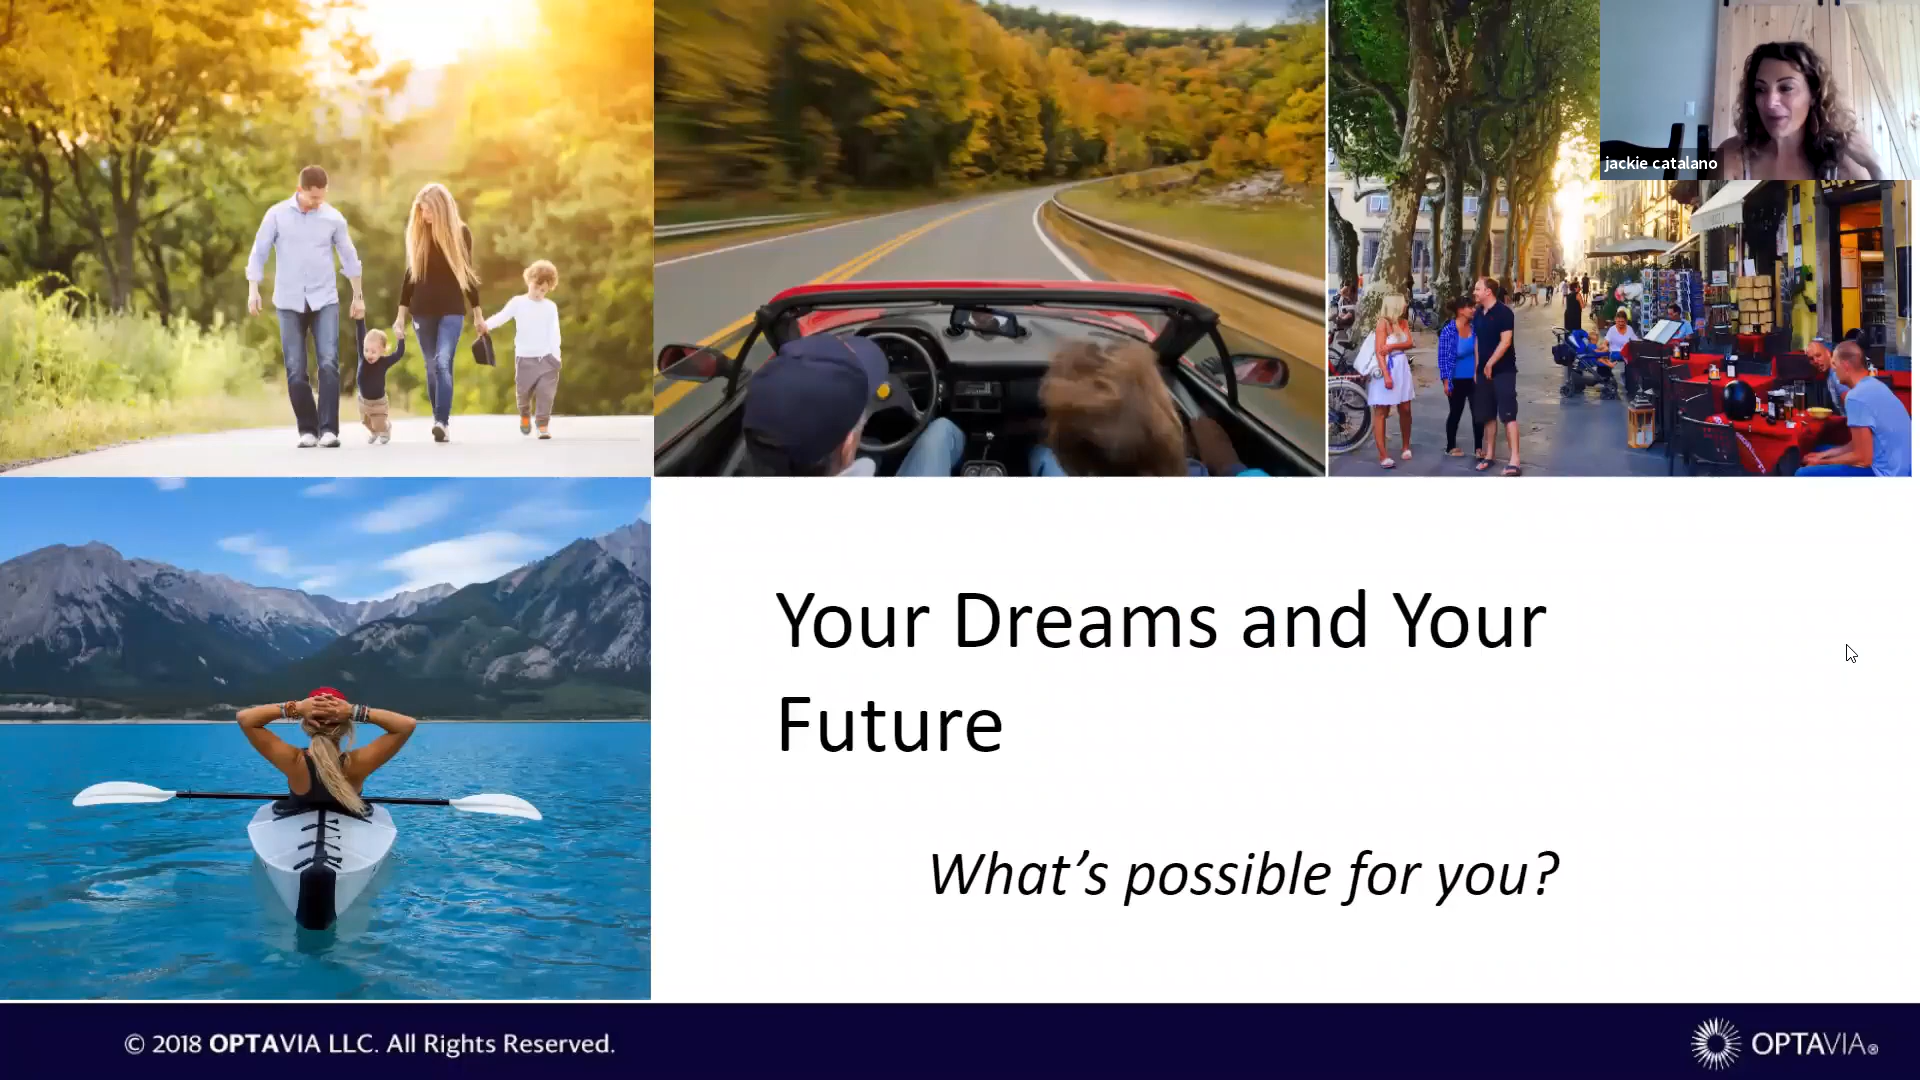 jackie catalano
Your Dreams and Your
Future
What’s possible for you?
© 2018 OPTAVIA LLC. All Rights Reserved.
OPTAVIA®